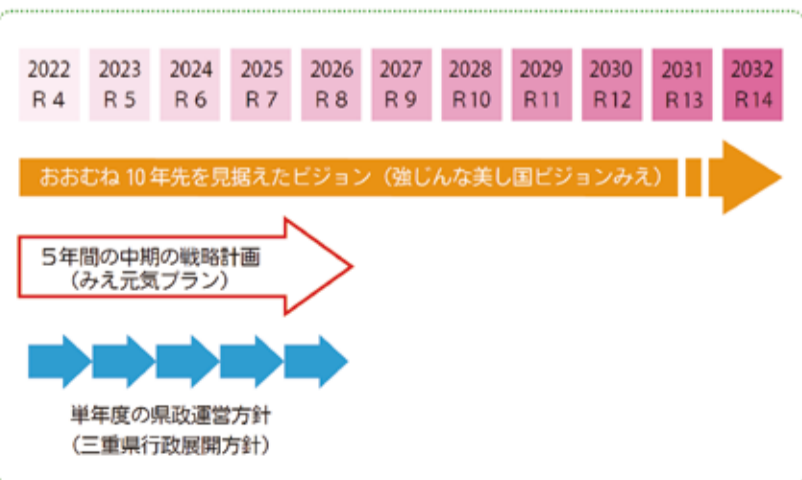 2022 2023 2024 2025 2026 2027 2028 2029 2030 2031 2032
R 4 R 5 R 6 R 7 R 8 R 9 R10 R11 R12 R13 R14
おおむね 10 年先を見据えたビジョン（強じんな美し国ビジョンみえ）
５年間の中期の戦略計画
（みえ元気プラン）
単年度の県政運営方針
（三重県行政展開方針）